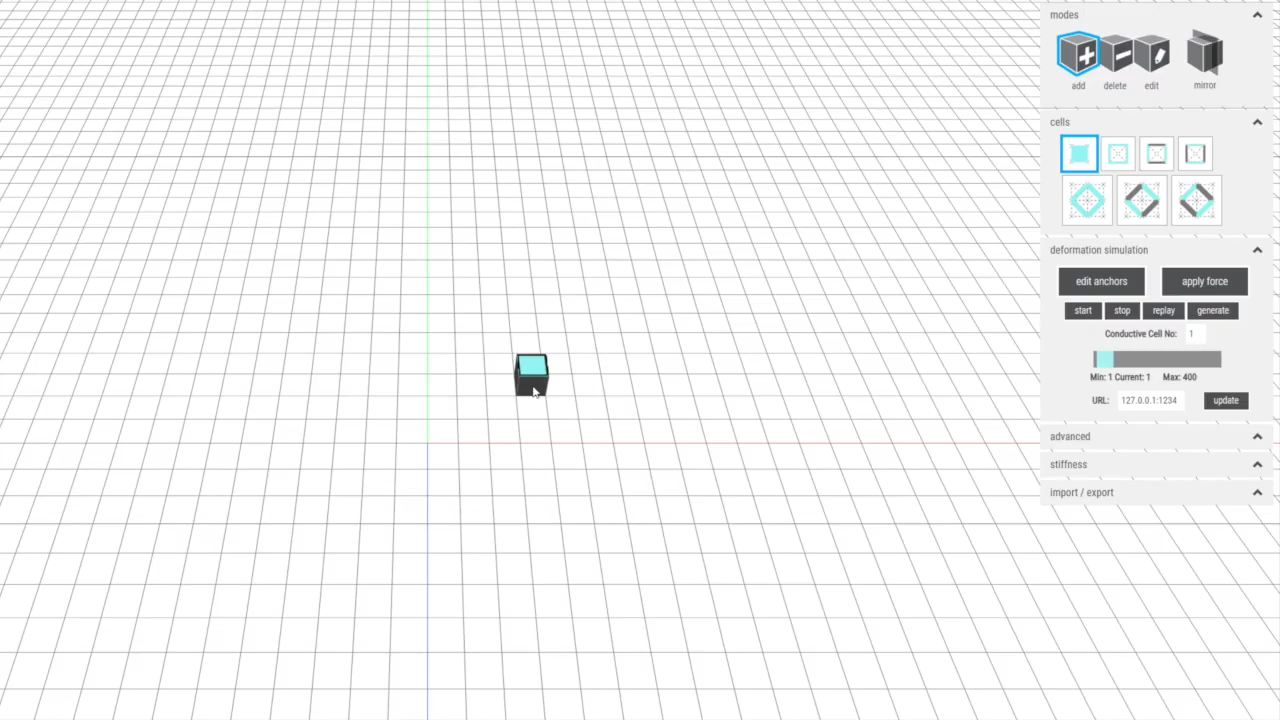 modes
add delete edit mirror
cells
deformation simulation
edit anchors apply force
start stop replay generate
Conductive Cell No: 1
Min: 1 Current: 1 Max: 400
URL: 127.0.0.1:1234 update
advanced
stiffness
import / export